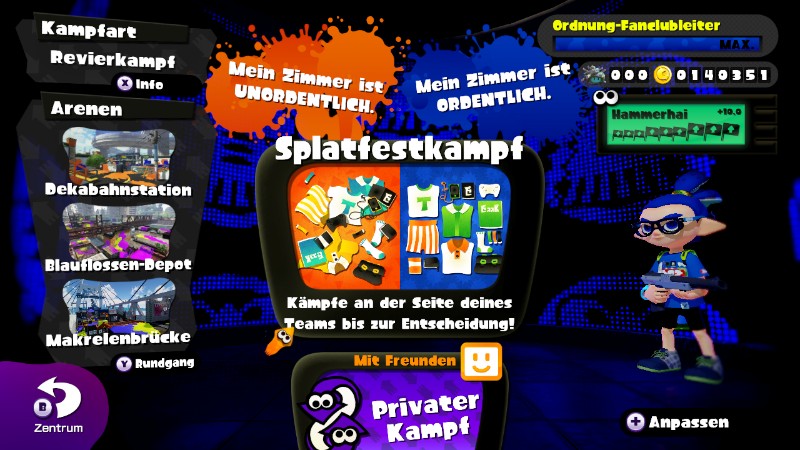 Kampfart
Revierkampf
X Info
Arenen
Dekabahnstation
Blauflossen-Depot
Makrelenbrücke
Y Rundgang
B
Zentrum
Mein Zimmer ist
UNORDENTLICH.
Mein Zimmer ist
ORDENTLICH.
Splatfestkampf
Kämpfe an der Seite deines
Teams bis zur Entscheidung!
Mit Freunden
Privater
Kampf
Ordnung-Fanclubleiter
MAX.
000 0140351
Hammerhai +10.0
+ Anpassen